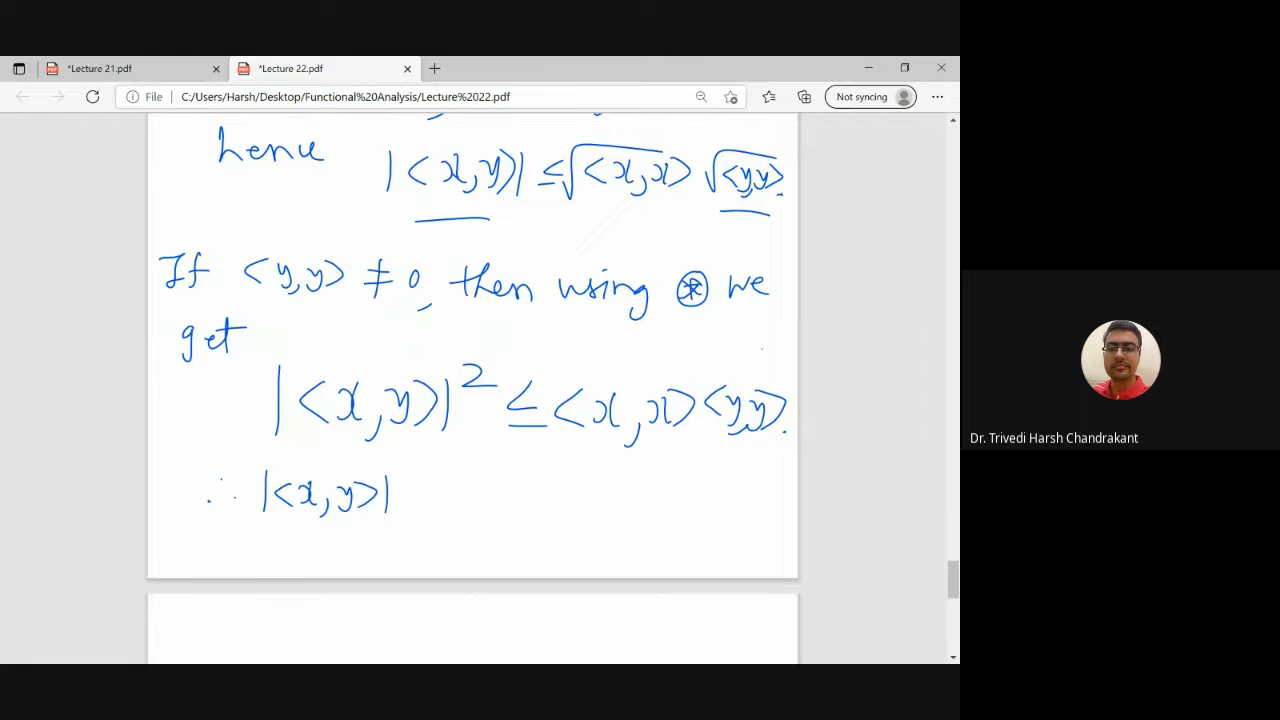 *Lecture 21.pdf
*Lecture 22.pdf
File
C:/Users/Harsh/Desktop/Functional%20Analysis/Lecture%2022.pdf
Not syncing
hence |<x,y>| ≤ √<x,x> √<y,y>.
If <y,y> ≠ 0, then using ⊛ we
get
|<x,y>|² ≤ <x,x><y,y>.
∴ |<x,y>|
Dr. Trivedi Harsh Chandrakant